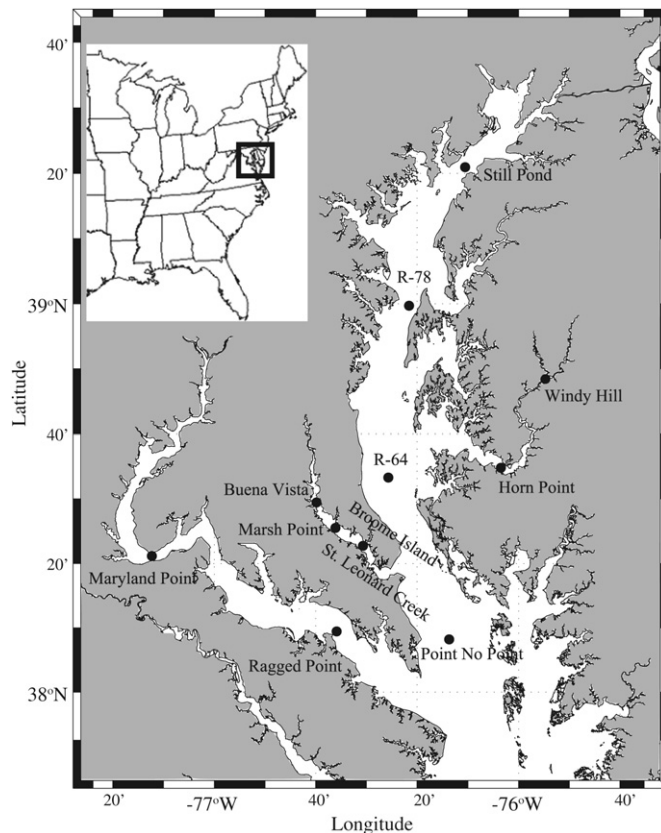 40'
20'
Still Pond
R-78
39°N
Windy Hill
40'
R-64
Horn Point
Buena Vista
Broome Island
Marsh Point
St. Leonard Creek
20'
Maryland Point
Ragged Point
Point No Point
38°N
20'
-77°W
40'
20'
-76°W
20'
Latitude
Longitude